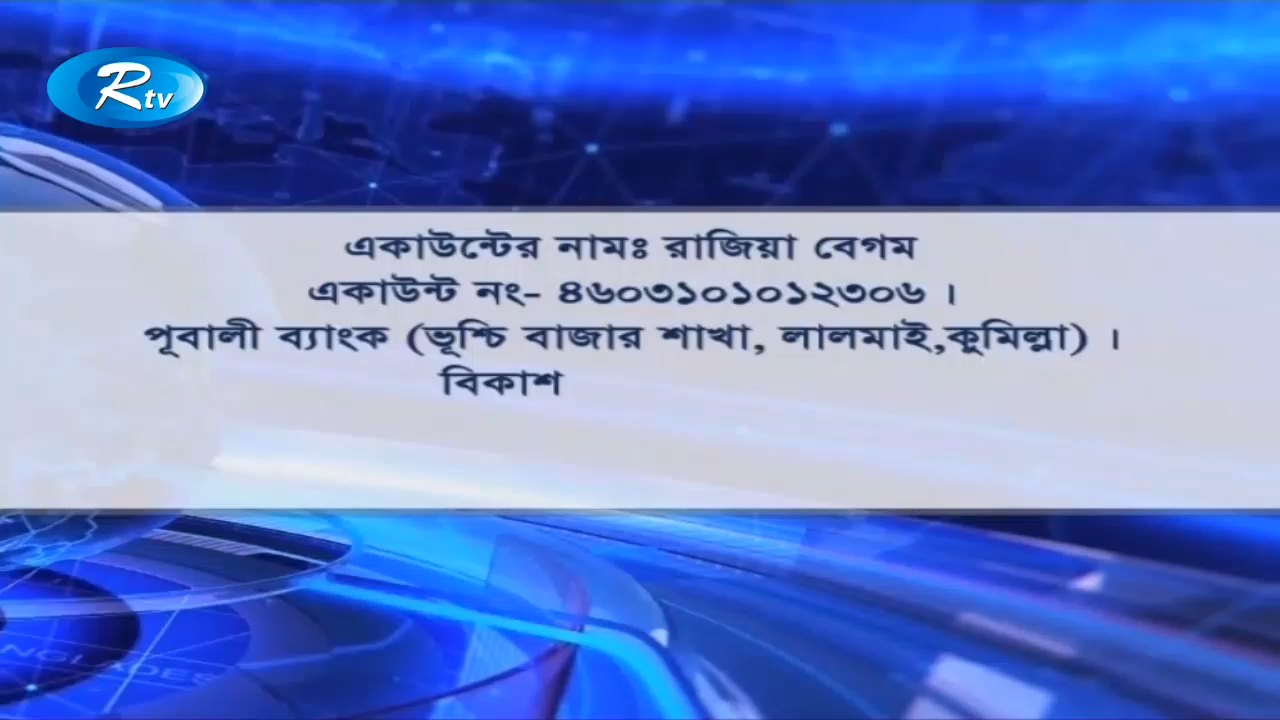 Rtv
একাউন্টের নামঃ রাজিয়া বেগম
একাউন্ট নং- ৪৬০৩১০১০১২৩০৬ ।
পূবালী ব্যাংক (ভূশ্চি বাজার শাখা, লালমাই,কুমিল্লা) ।
বিকাশ